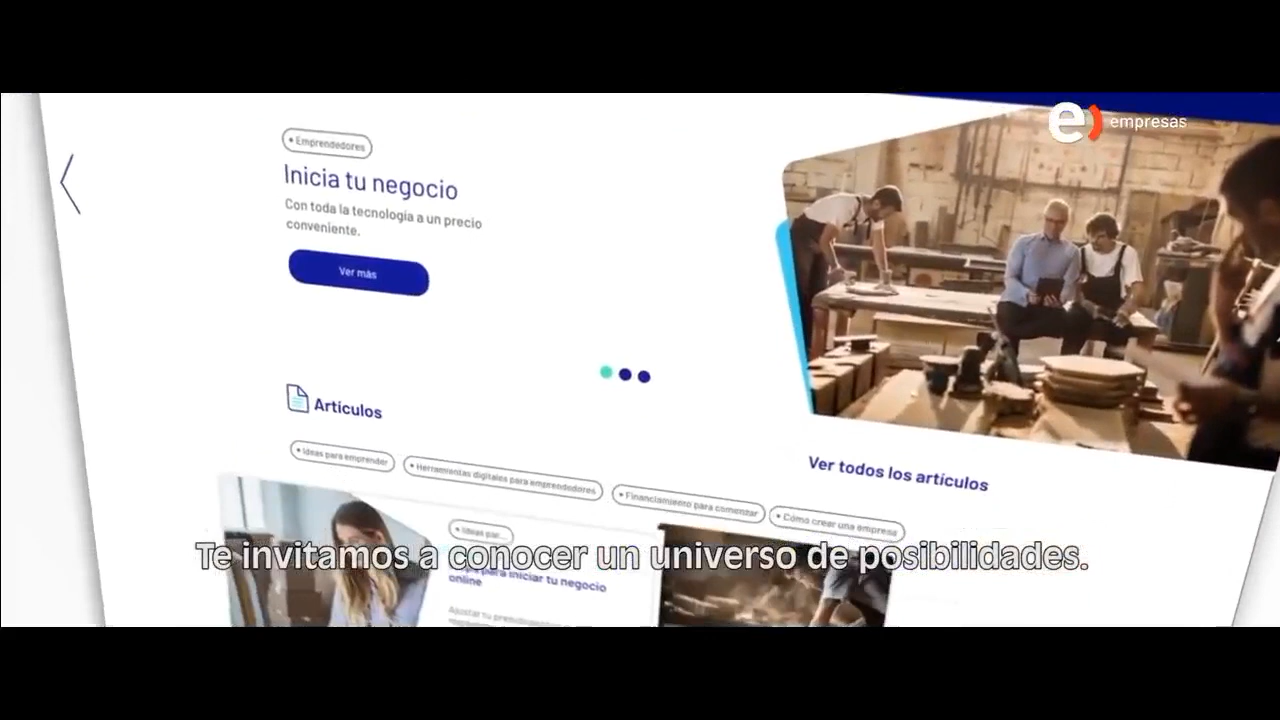 e) empresas
• Emprendedores
Inicia tu negocio
Con toda la tecnología a un precio
conveniente.
Ver más
Artículos
Ver todos los artículos
• Ideas para emprender
• Herramientas digitales para emprendedores
• Financiamiento para comenzar
• Cómo crear una empresa
• Ideas par...
para iniciar tu negocio
online
Ajustar tu
Te invitamos a conocer un universo de posibilidades.